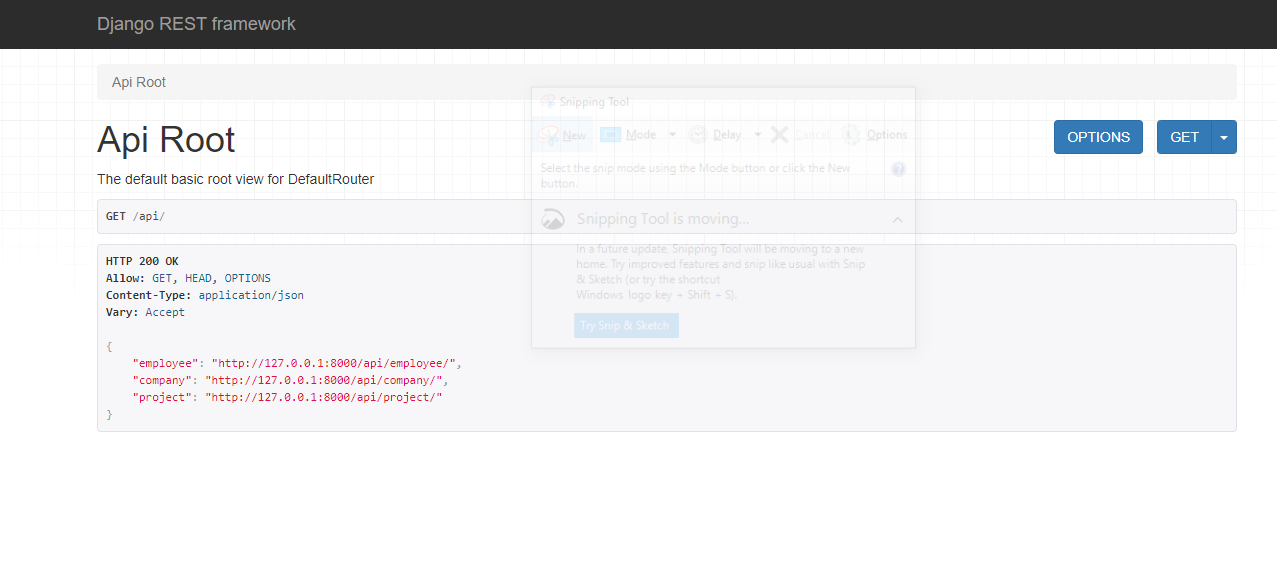 Django REST framework
Api Root
Snipping Tool
New Mode Delay Cancel Options
Api Root
OPTIONS GET
Select the snip mode using the Mode button or click the New
button.
The default basic root view for DefaultRouter
GET /api/
Snipping Tool is moving...
In a future update, Snipping Tool will be moving to a new
home. Try improved features and snip like usual with Snip
& Sketch (or try the shortcut
Windows logo key + Shift + S).
Try Snip & Sketch
HTTP 200 OK
Allow: GET, HEAD, OPTIONS
Content-Type: application/json
Vary: Accept
{
"employee": "http://127.0.0.1:8000/api/employee/",
"company": "http://127.0.0.1:8000/api/company/",
"project": "http://127.0.0.1:8000/api/project/"
}